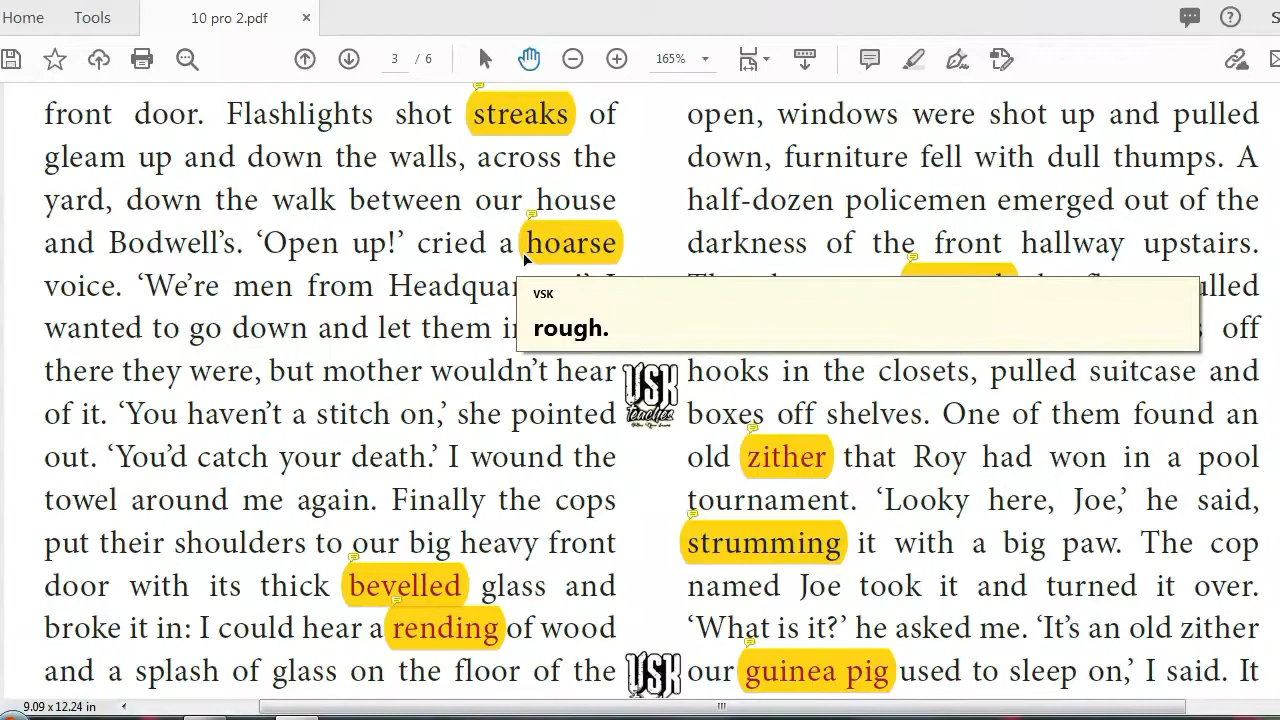 Home
Tools
10 pro 2.pdf
×
3 / 6
165%
front door. Flashlights shot streaks of
gleam up and down the walls, across the
yard, down the walk between our house
and Bodwell’s. ‘Open up!’ cried a hoarse
voice. ‘We’re men from Headquar
wanted to go down and let them in
there they were, but mother wouldn’t hear
of it. ‘You haven’t a stitch on,’ she pointed
out. ‘You’d catch your death.’ I wound the
towel around me again. Finally the cops
put their shoulders to our big heavy front
door with its thick bevelled glass and
broke it in: I could hear a rending of wood
and a splash of glass on the floor of the
VSK
rough.
VSK
Teaches
VSK
open, windows were shot up and pulled
down, furniture fell with dull thumps. A
half-dozen policemen emerged out of the
darkness of the front hallway upstairs.
off
hooks in the closets, pulled suitcase and
boxes off shelves. One of them found an
old zither that Roy had won in a pool
tournament. ‘Looky here, Joe,’ he said,
strumming it with a big paw. The cop
named Joe took it and turned it over.
‘What is it?’ he asked me. ‘It’s an old zither
our guinea pig used to sleep on,’ I said. It
9.09 x 12.24 in